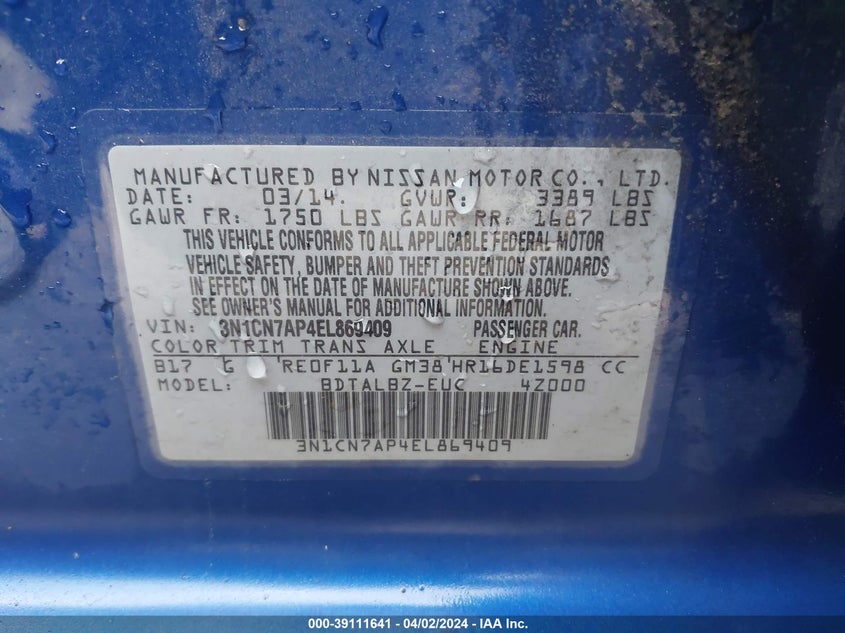 MANUFACTURED BY NISSAN MOTOR CO., LTD.
DATE: 03/14. GVWR: 3389 LBS
GAWR FR: 1750 LBS GAWR RR: 1687 LBS
THIS VEHICLE CONFORMS TO ALL APPLICABLE FEDERAL MOTOR
VEHICLE SAFETY, BUMPER AND THEFT PREVENTION STANDARDS
IN EFFECT ON THE DATE OF MANUFACTURE SHOWN ABOVE.
SEE OWNER'S MANUAL FOR ADDITIONAL INFORMATION.
VIN: 3N1CN7AP4EL869409 PASSENGER CAR.
COLOR TRIM TRANS AXLE ENGINE
B17 G RE0F11A GM38 HR16DE1598 CC
MODEL: BDTALBZ-EUC 4Z000
3N1CN7AP4EL869409
000-39111641 - 04/02/2024 - IAA Inc.